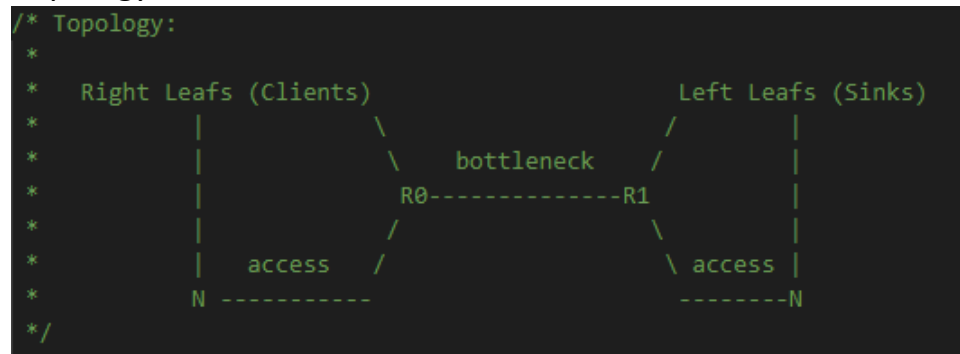 /* Topology:
 *
 *   Right Leafs (Clients)                      Left Leafs (Sinks)
 *           |            \                    /        |
 *           |             \    bottleneck    /         |
 *           |              R0--------------R1          |
 *           |             /                  \         |
 *           |   access   /                    \ access |
 *           N -----------                      --------N
 */